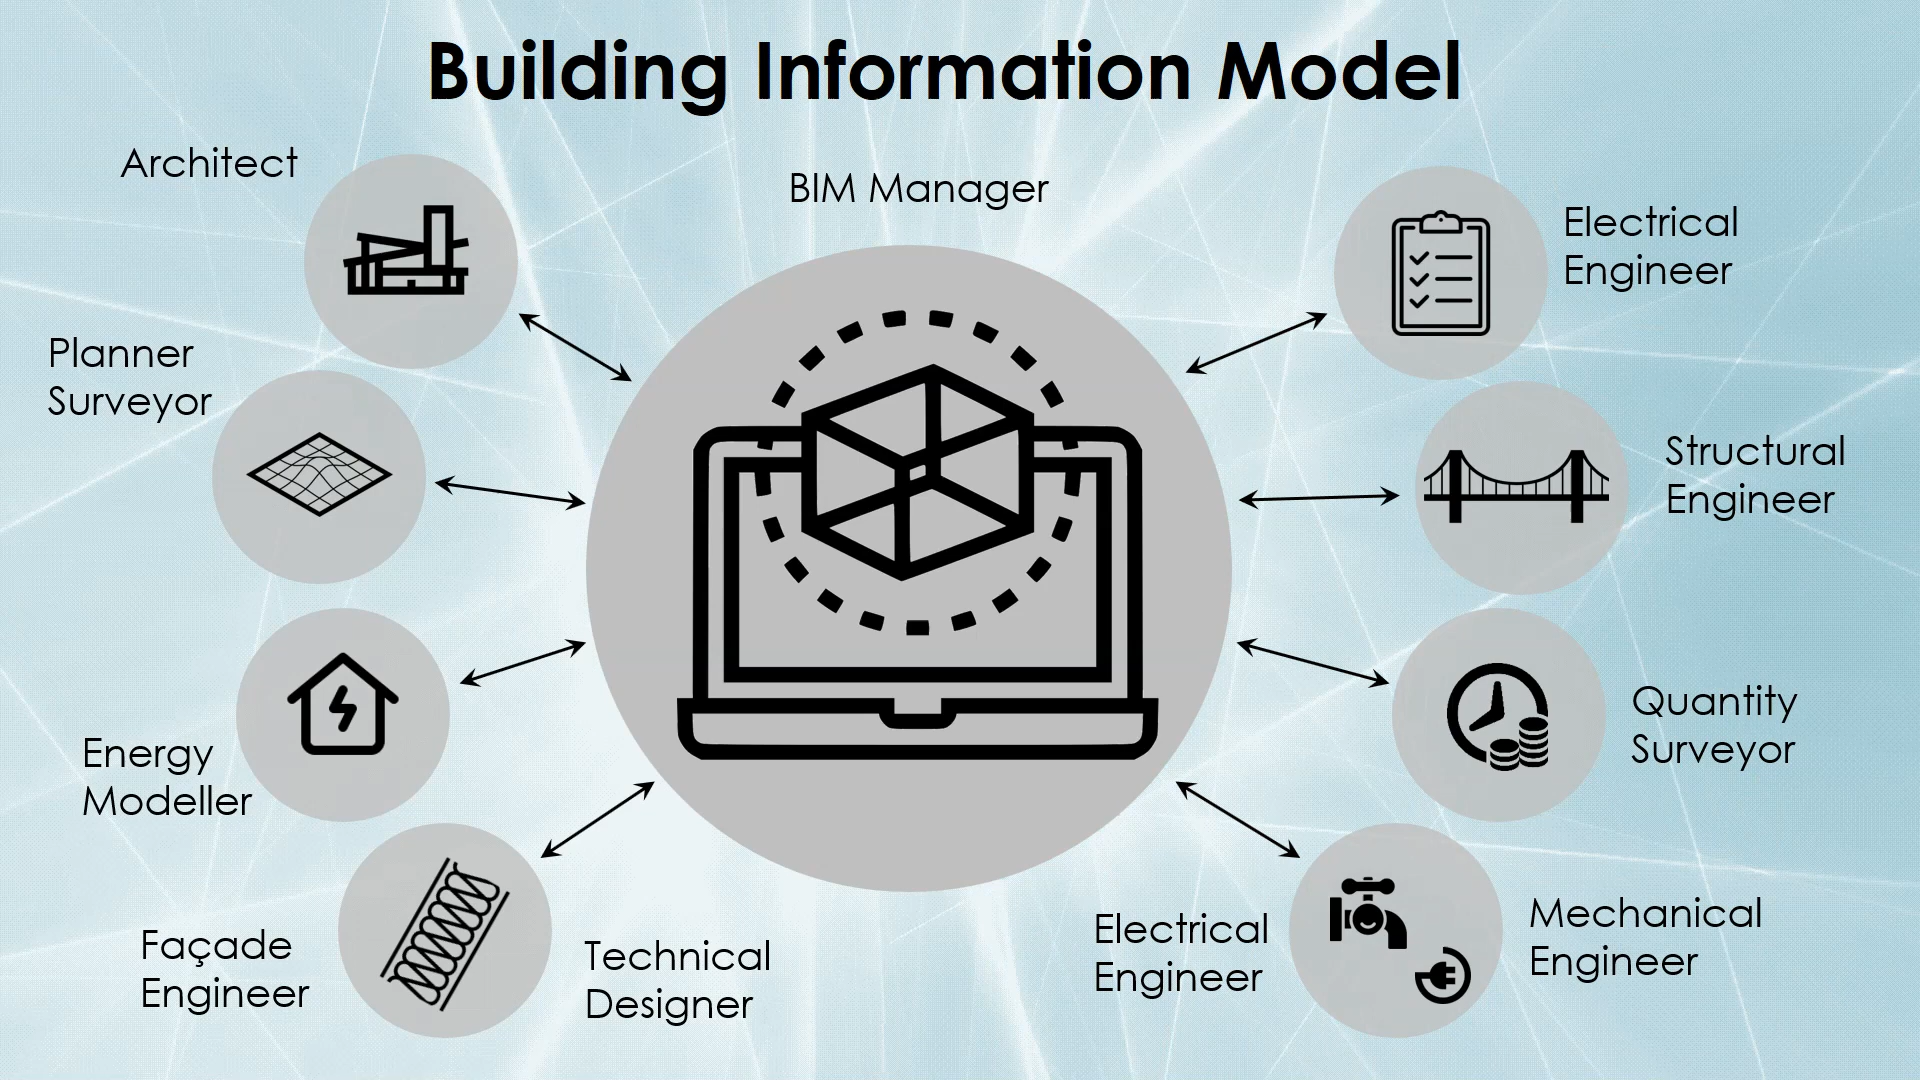 Building Information Model
Architect
BIM Manager
Electrical
Engineer
Planner
Surveyor
Structural
Engineer
Energy
Modeller
Quantity
Surveyor
Façade
Engineer
Technical
Designer
Electrical
Engineer
Mechanical
Engineer